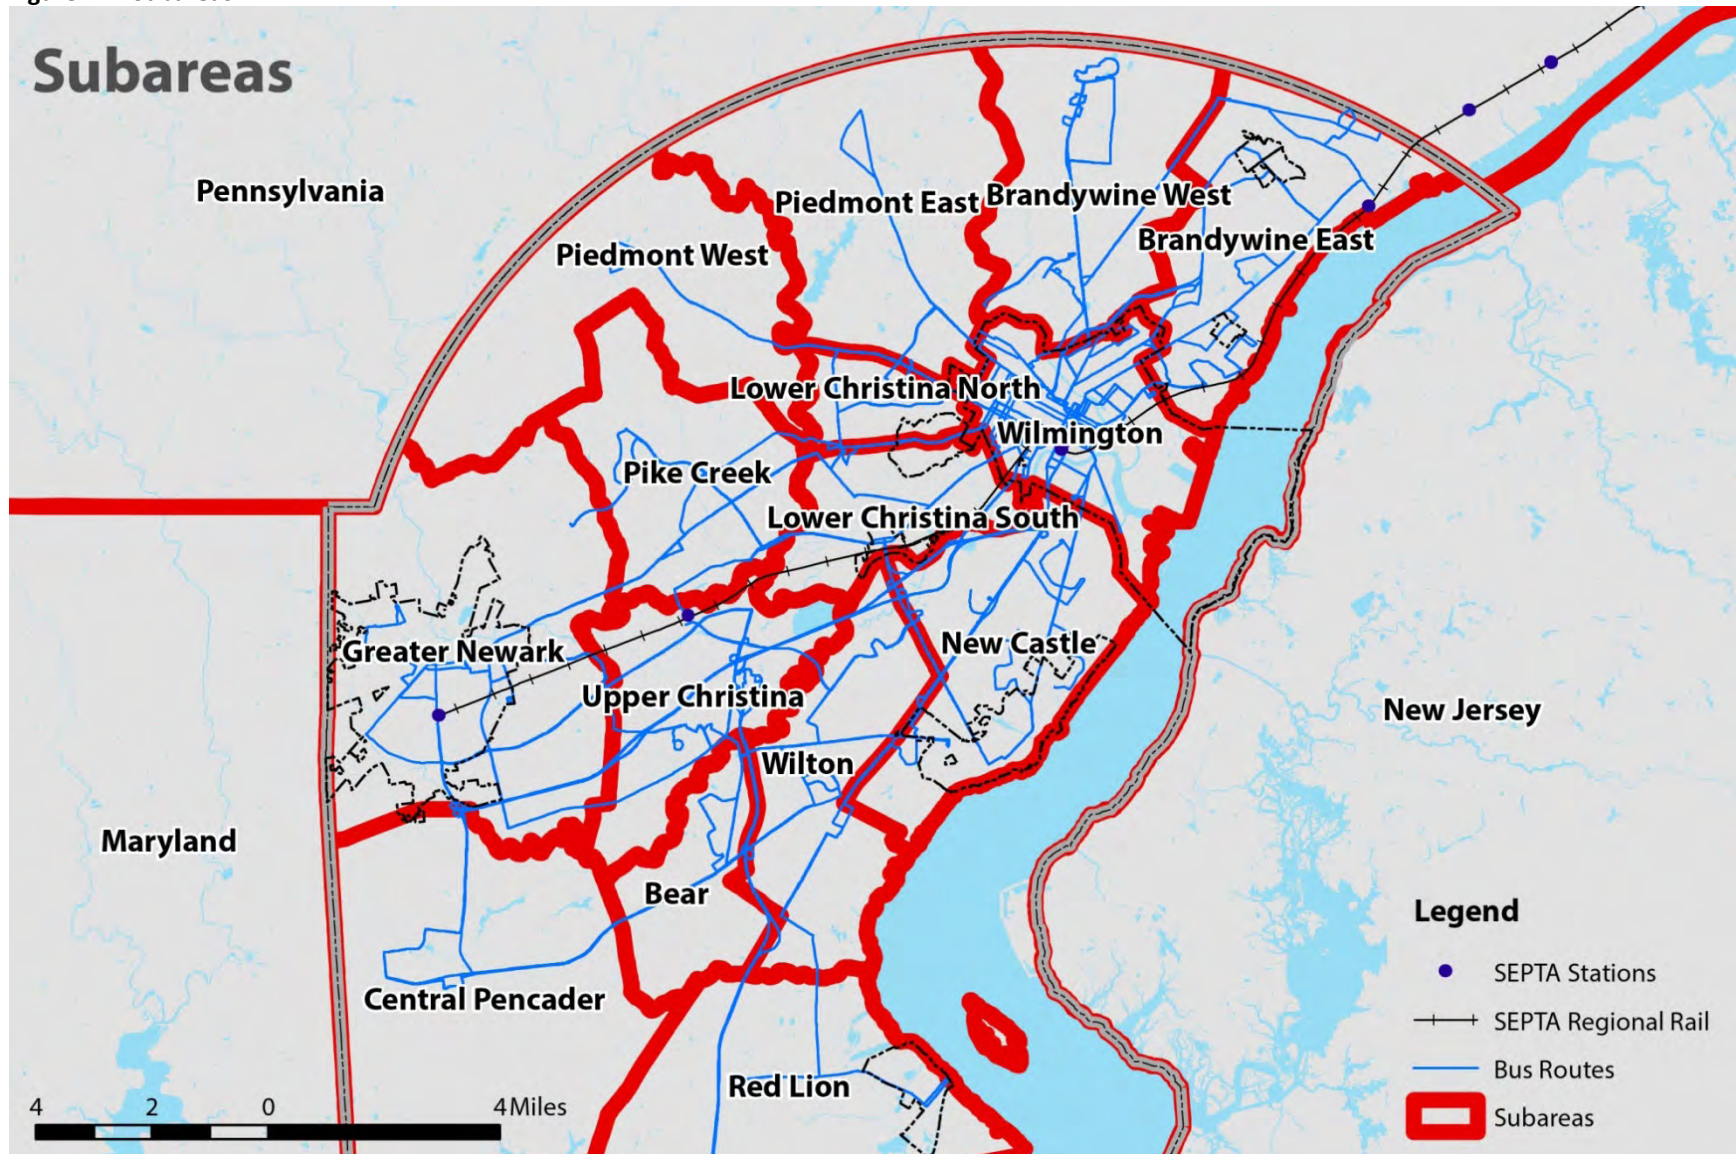 Subareas
Pennsylvania
Piedmont East
Brandywine West
Brandywine East
Piedmont West
Lower Christina North
Wilmington
Pike Creek
Lower Christina South
Greater Newark
New Castle
Upper Christina
New Jersey
Wilton
Maryland
Bear
Central Pencader
Red Lion
Legend
SEPTA Stations
SEPTA Regional Rail
Bus Routes
Subareas
4 2 0 4 Miles